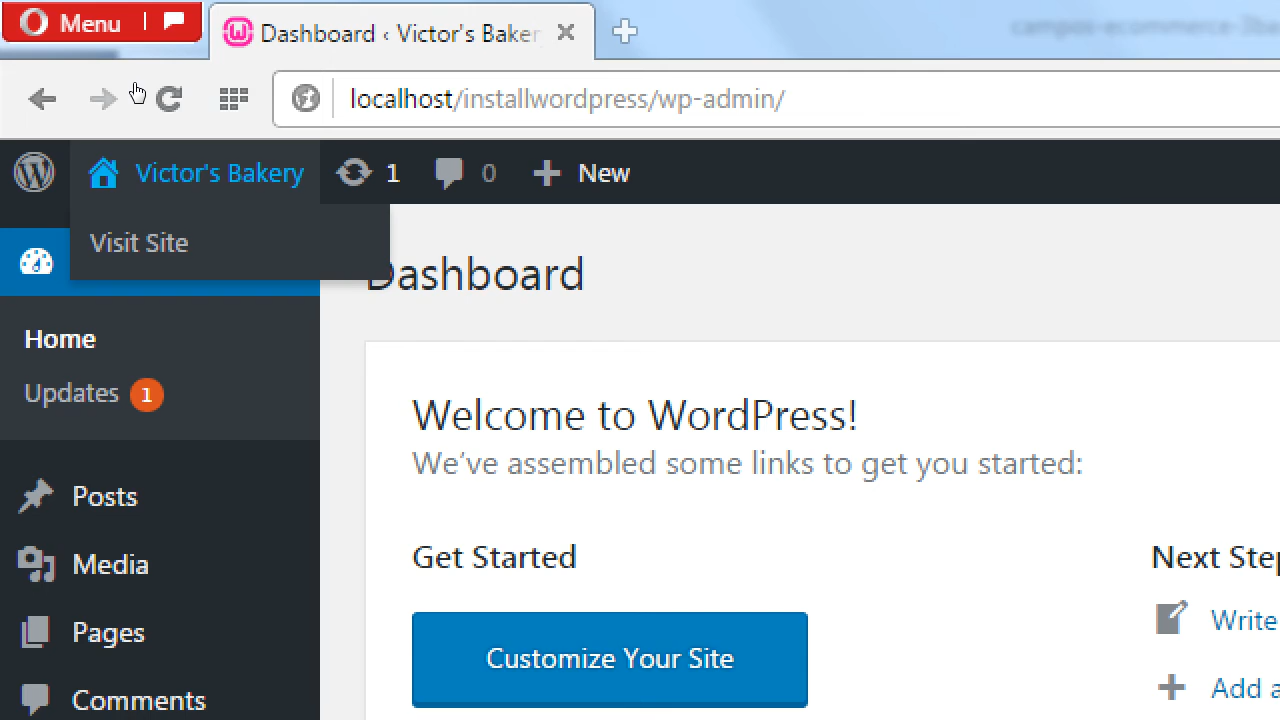 Menu
Dashboard ‹ Victor's Baker
localhost/installwordpress/wp-admin/
Victor's Bakery 1 0 New
Visit Site
Dashboard
Home
Updates 1
Welcome to WordPress!
We've assembled some links to get you started:
Posts
Get Started
Next Step
Media
Write
Pages
Customize Your Site
Add a
Comments